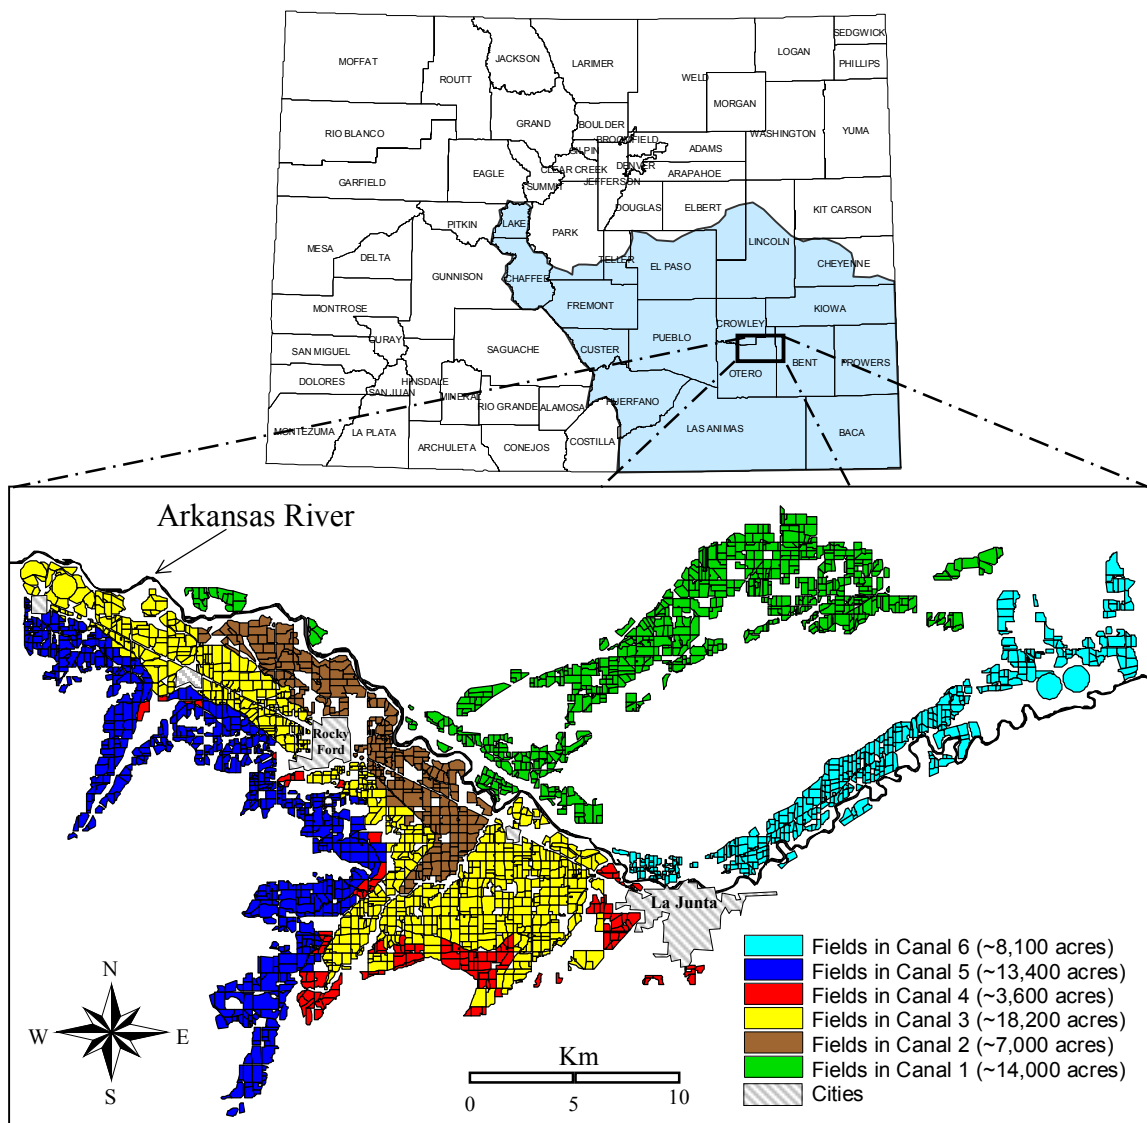 SEDGWICK
LOGAN
JACKSON
MOFFAT
LARIMER
PHILLIPS
ROUTT
WELD
MORGAN
GRAND
BOULDER
RIO BLANCO
WASHINGTON
YUMA
BROOMFIELD
GILPIN
ADAMS
DENVER
CLEAR CREEK
EAGLE
ARAPAHOE
GARFIELD
SUMMIT
JEFFERSON
DOUGLAS
ELBERT
KIT CARSON
PITKIN
LAKE
PARK
MESA
LINCOLN
DELTA
TELLER
EL PASO
CHEYENNE
GUNNISON
CHAFFEE
MONTROSE
FREMONT
KIOWA
CROWLEY
OURAY
PUEBLO
SAGUACHE
CUSTER
SAN MIGUEL
BENT
PROWERS
OTERO
DOLORES
HINSDALE
SAN JUAN
MINERAL
RIO GRANDE
ALAMOSA
HUERFANO
MONTEZUMA
LA PLATA
LAS ANIMAS
BACA
COSTILLA
ARCHULETA
CONEJOS
Arkansas River
Rocky
Ford
La Junta
N
W
E
S
Km
0
5
10
Fields in Canal 6 (~8,100 acres)
Fields in Canal 5 (~13,400 acres)
Fields in Canal 4 (~3,600 acres)
Fields in Canal 3 (~18,200 acres)
Fields in Canal 2 (~7,000 acres)
Fields in Canal 1 (~14,000 acres)
Cities